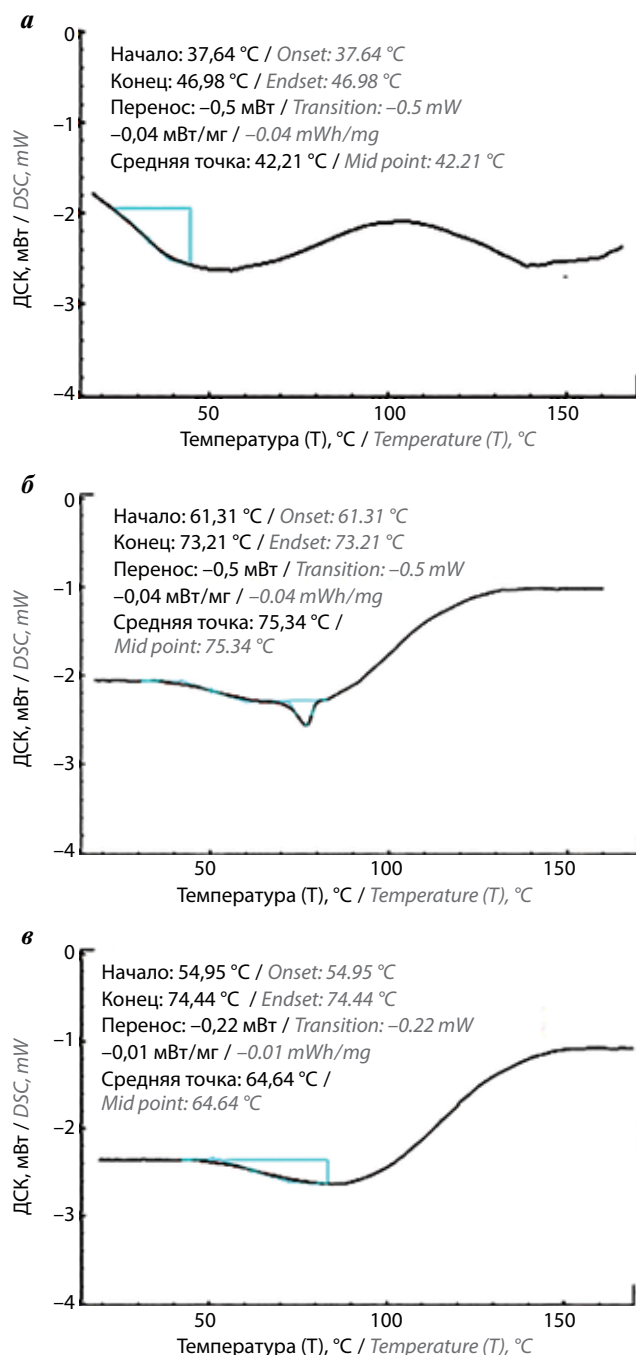 а
Начало: 37,64 °C / Onset: 37.64 °C
Конец: 46,98 °C / Endset: 46.98 °C
Перенос: –0,5 мВт / Transition: –0.5 mW
–0,04 мВт/мг / –0.04 mWh/mg
Средняя точка: 42,21 °C / Mid point: 42.21 °C
ДСК, мВт / DSC, mW
0
–1
–2
–3
–4
50 100 150
Температура (Т), °C / Temperature (T), °C
б
Начало: 61,31 °C / Onset: 61.31 °C
Конец: 73,21 °C / Endset: 73.21 °C
Перенос: –0,5 мВт / Transition: –0.5 mW
–0,04 мВт/мг / –0.04 mWh/mg
Средняя точка: 75,34 °C /
Mid point: 75.34 °C
ДСК, мВт / DSC, mW
0
–1
–2
–3
–4
50 100 150
Температура (Т), °C / Temperature (T), °C
в
Начало: 54,95 °C / Onset: 54.95 °C
Конец: 74,44 °C / Endset: 74.44 °C
Перенос: –0,22 мВт / Transition: –0.22 mW
–0,01 мВт/мг / –0.01 mWh/mg
Средняя точка: 64,64 °C /
Mid point: 64.64 °C
ДСК, мВт / DSC, mW
0
–1
–2
–3
–4
50 100 150
Температура (Т), °C / Temperature (T), °C